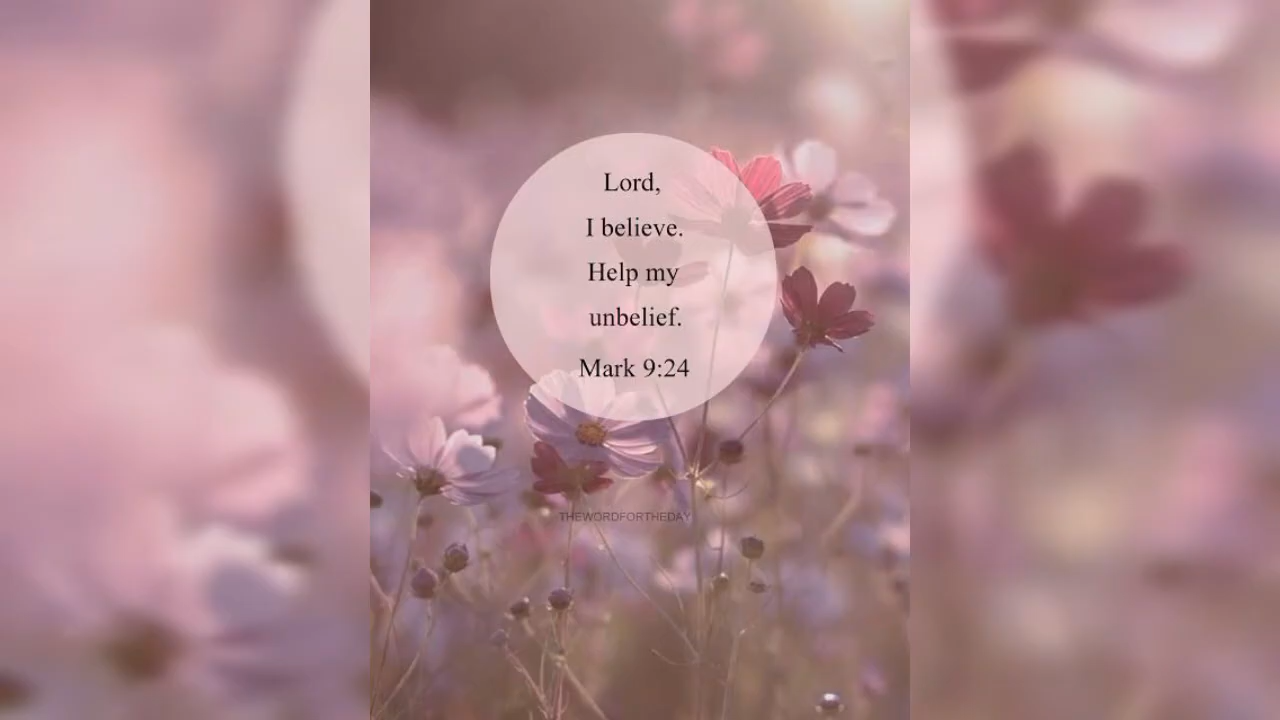 Lord,
I believe.
Help my
unbelief.
Mark 9:24
THEWORDFORTHEDAY